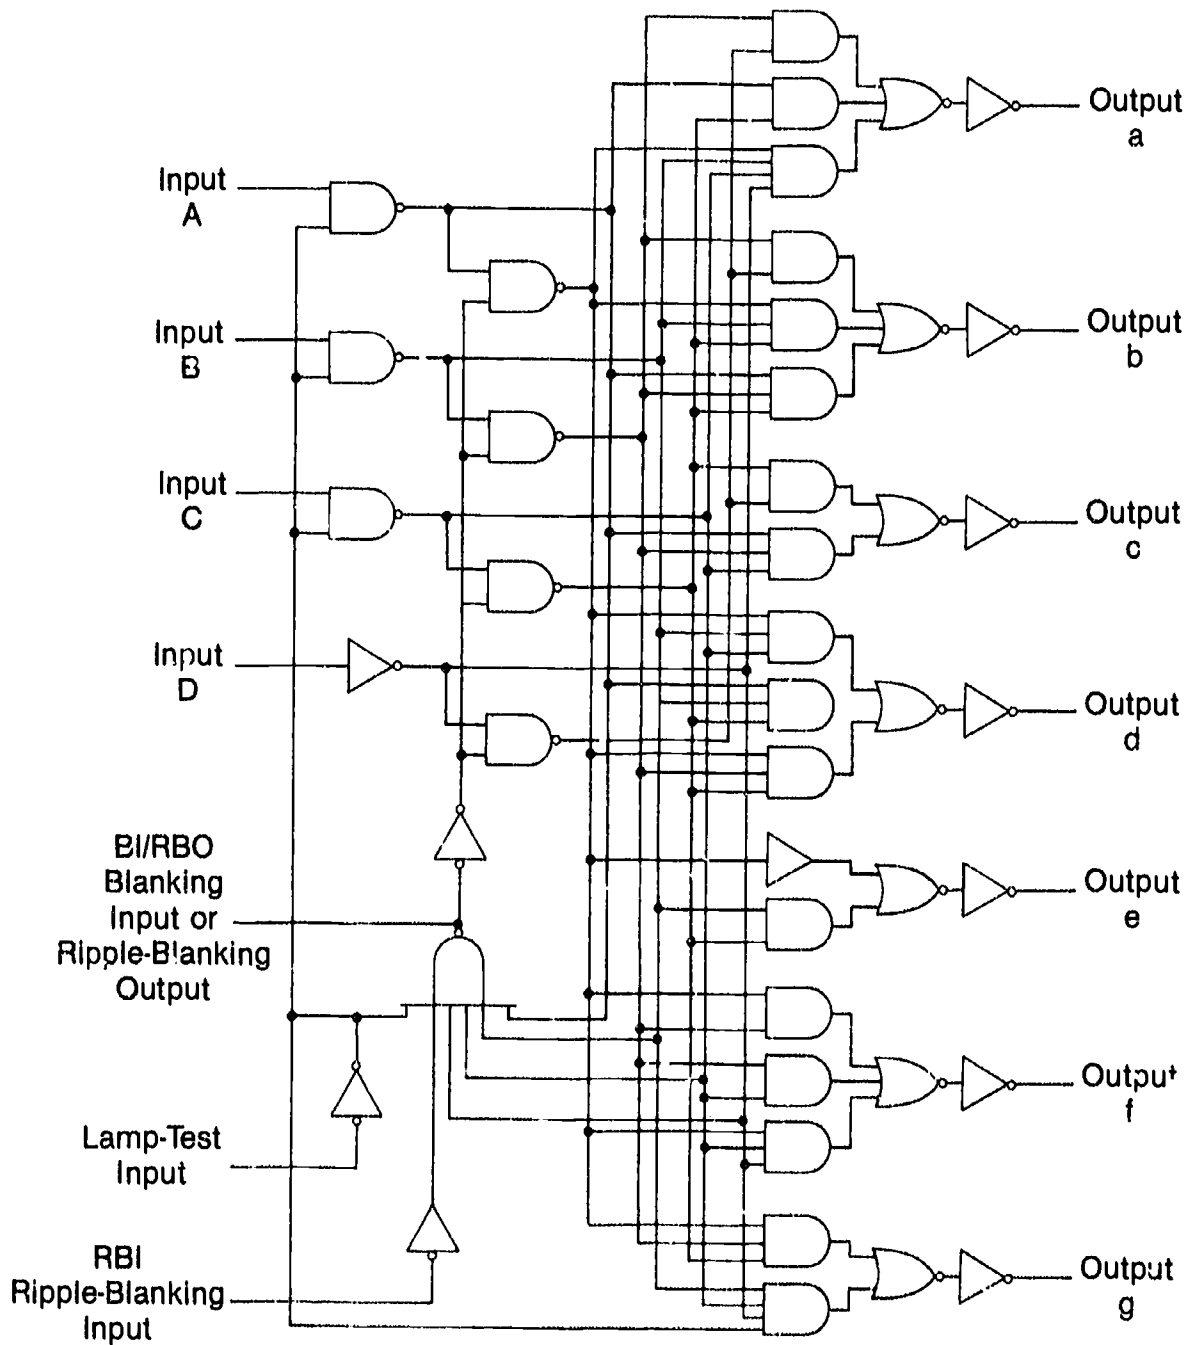 Output
a
Input
A
Output
b
Input
B
Input
C
Output
c
Input
D
Output
d
BI/RBO
Blanking
Input or
Ripple-Blanking
Output
Output
e
Output
f
Lamp-Test
Input
RBI
Ripple-Blanking
Input
Output
g